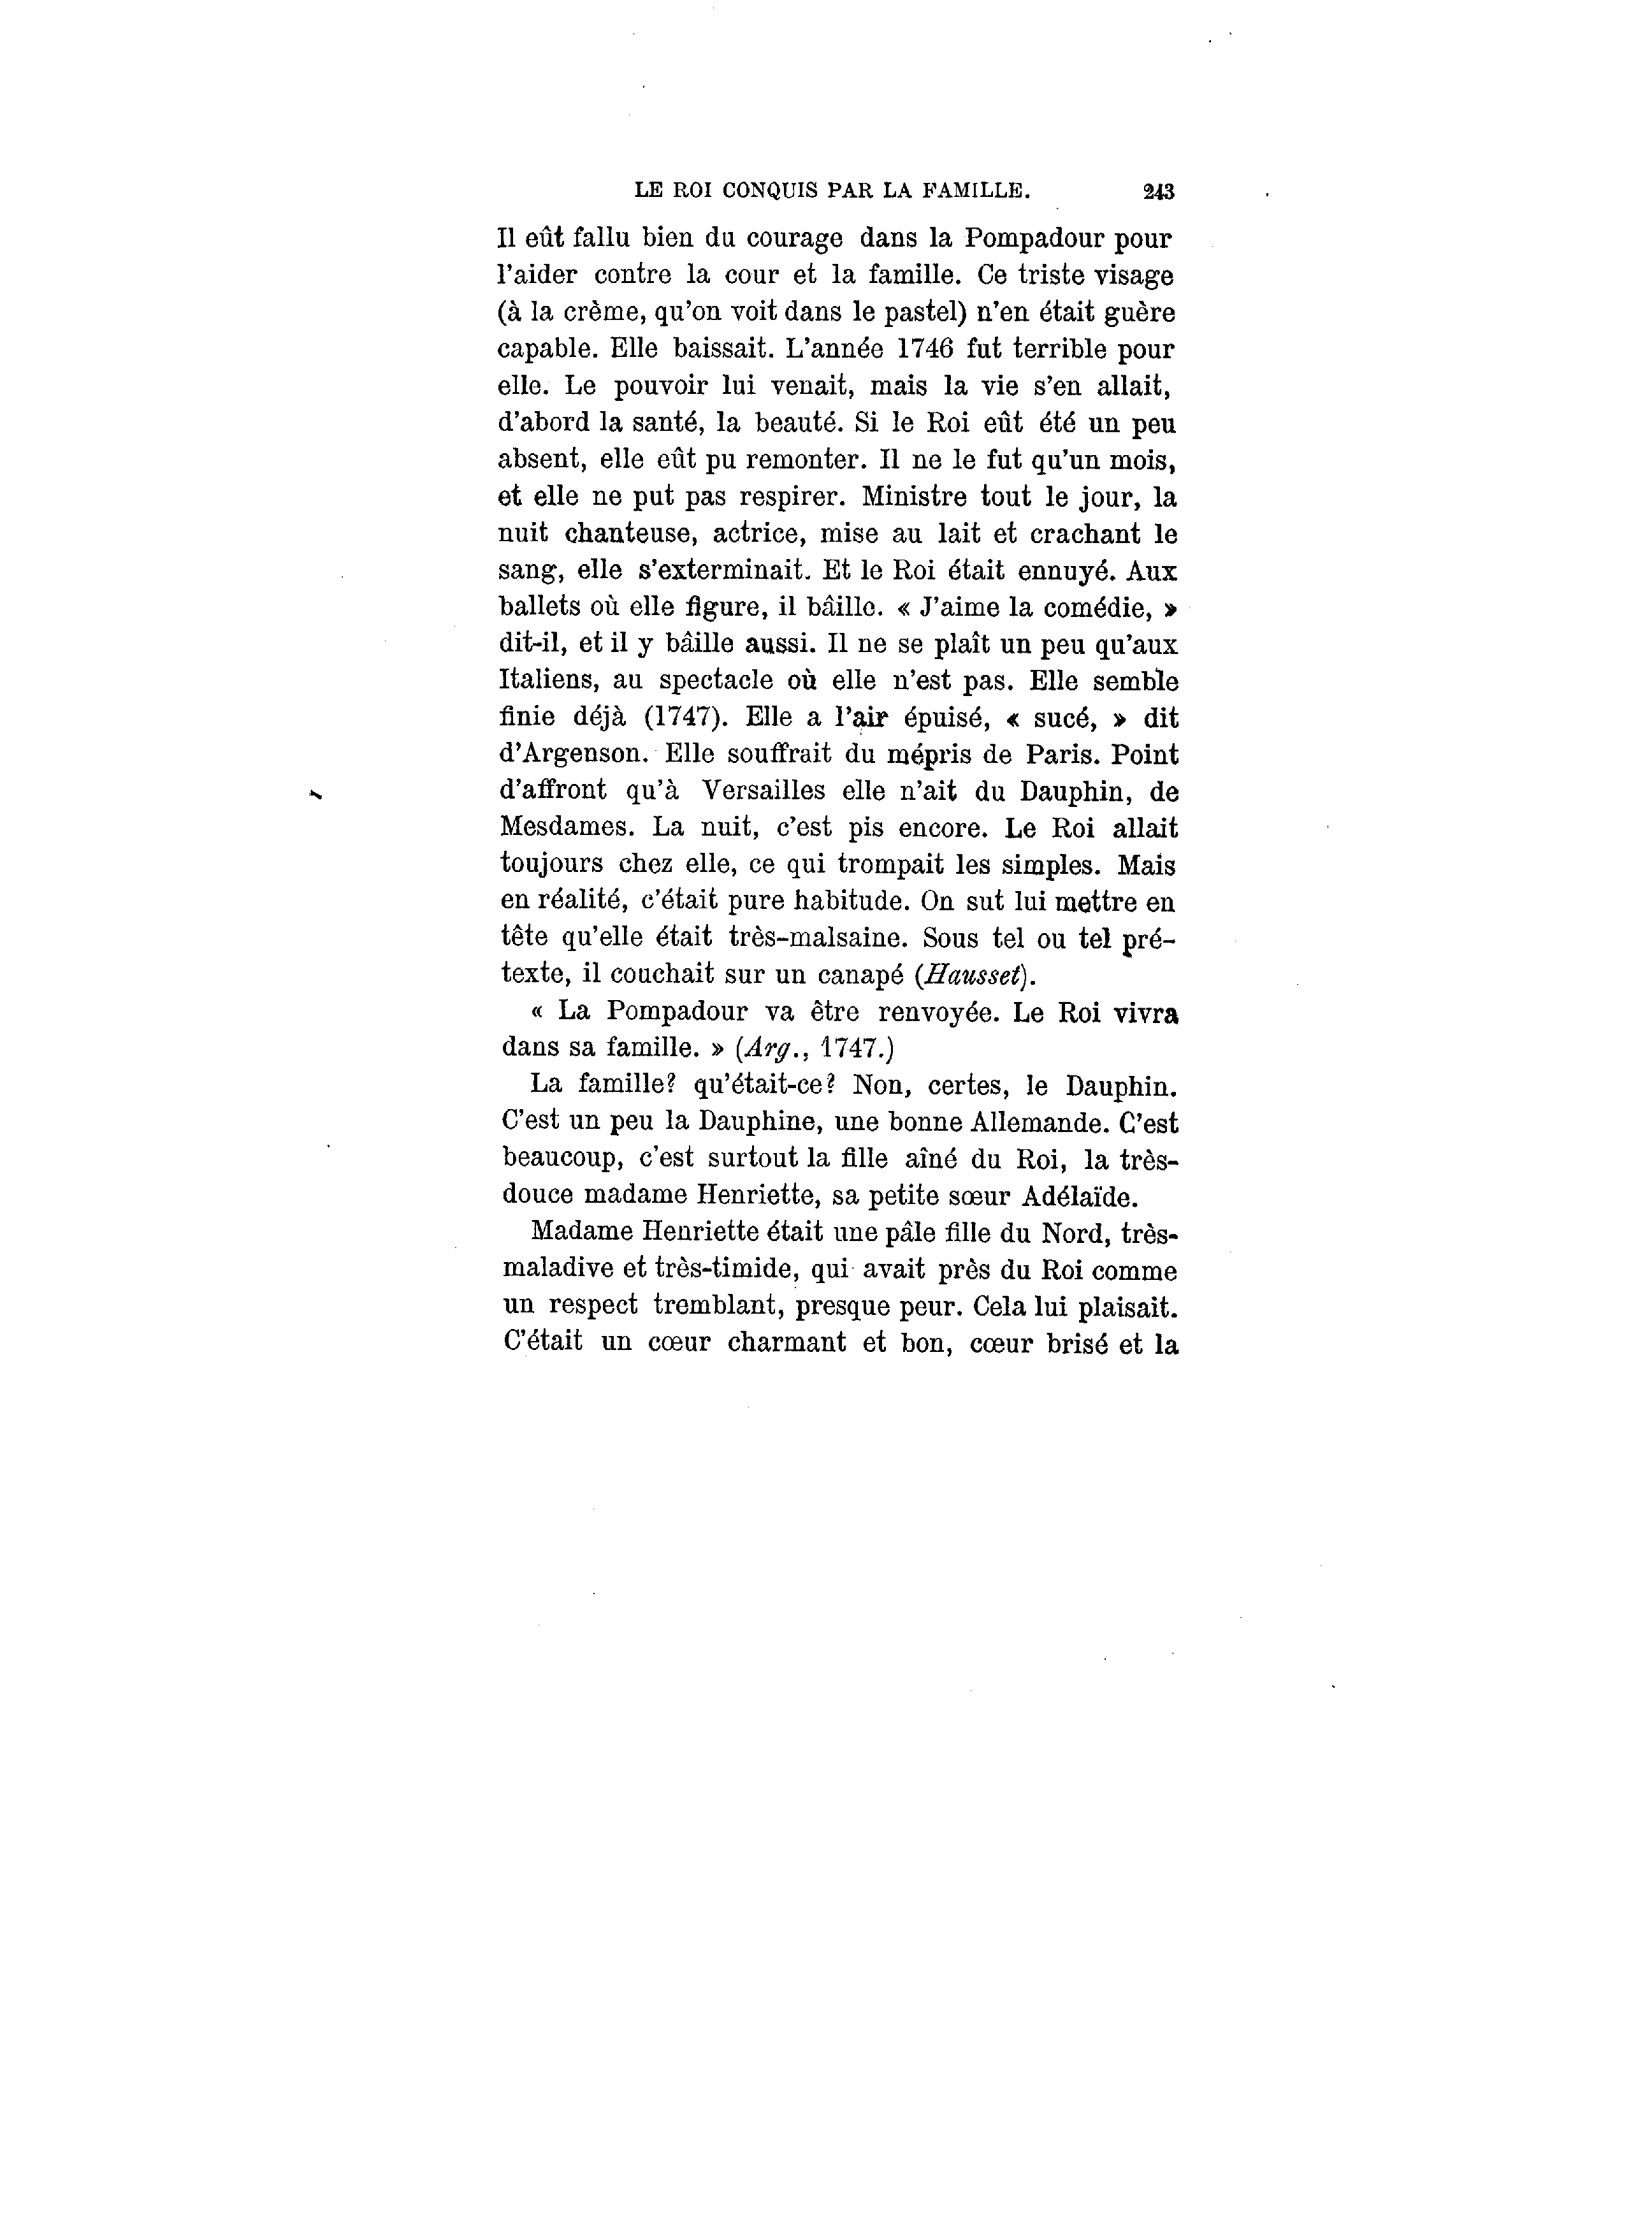 LE ROI CONQUIS PAR LA FAMILLE. 243
Il eût fallu bien du courage dans la Pompadour pour
l'aider contre la cour et la famille. Ce triste visage
(à la crème, qu'on voit dans le pastel) n'en était guère
capable. Elle baissait. L'année 1746 fut terrible pour
elle. Le pouvoir lui venait, mais la vie s'en allait,
d'abord la santé, la beauté. Si le Roi eût été un peu
absent, elle eût pu remonter. Il ne le fut qu'un mois,
et elle ne put pas respirer. Ministre tout le jour, la
nuit chanteuse, actrice, mise au lait et crachant le
sang, elle s'exterminait. Et le Roi était ennuyé. Aux
ballets où elle figure, il bâille. « J'aime la comédie, »
dit-il, et il y bâille aussi. Il ne se plaît un peu qu'aux
Italiens, au spectacle où elle n'est pas. Elle semble
finie déjà (1747). Elle a l'air épuisé, « sucé, » dit
d'Argenson. Elle souffrait du mépris de Paris. Point
d'affront qu'à Versailles elle n'ait du Dauphin, de
Mesdames. La nuit, c'est pis encore. Le Roi allait
toujours chez elle, ce qui trompait les simples. Mais
en réalité, c'était pure habitude. On sut lui mettre en
tête qu'elle était très-malsaine. Sous tel ou tel pré-
texte, il couchait sur un canapé (Hausset).
« La Pompadour va être renvoyée. Le Roi vivra
dans sa famille. » (Arg., 1747.)
La famille? qu'était-ce? Non, certes, le Dauphin.
C'est un peu la Dauphine, une bonne Allemande. C'est
beaucoup, c'est surtout la fille aîné du Roi, la très-
douce madame Henriette, sa petite sœur Adélaïde.
Madame Henriette était une pâle fille du Nord, très-
maladive et très-timide, qui avait près du Roi comme
un respect tremblant, presque peur. Cela lui plaisait.
C'était un cœur charmant et bon, cœur brisé et la